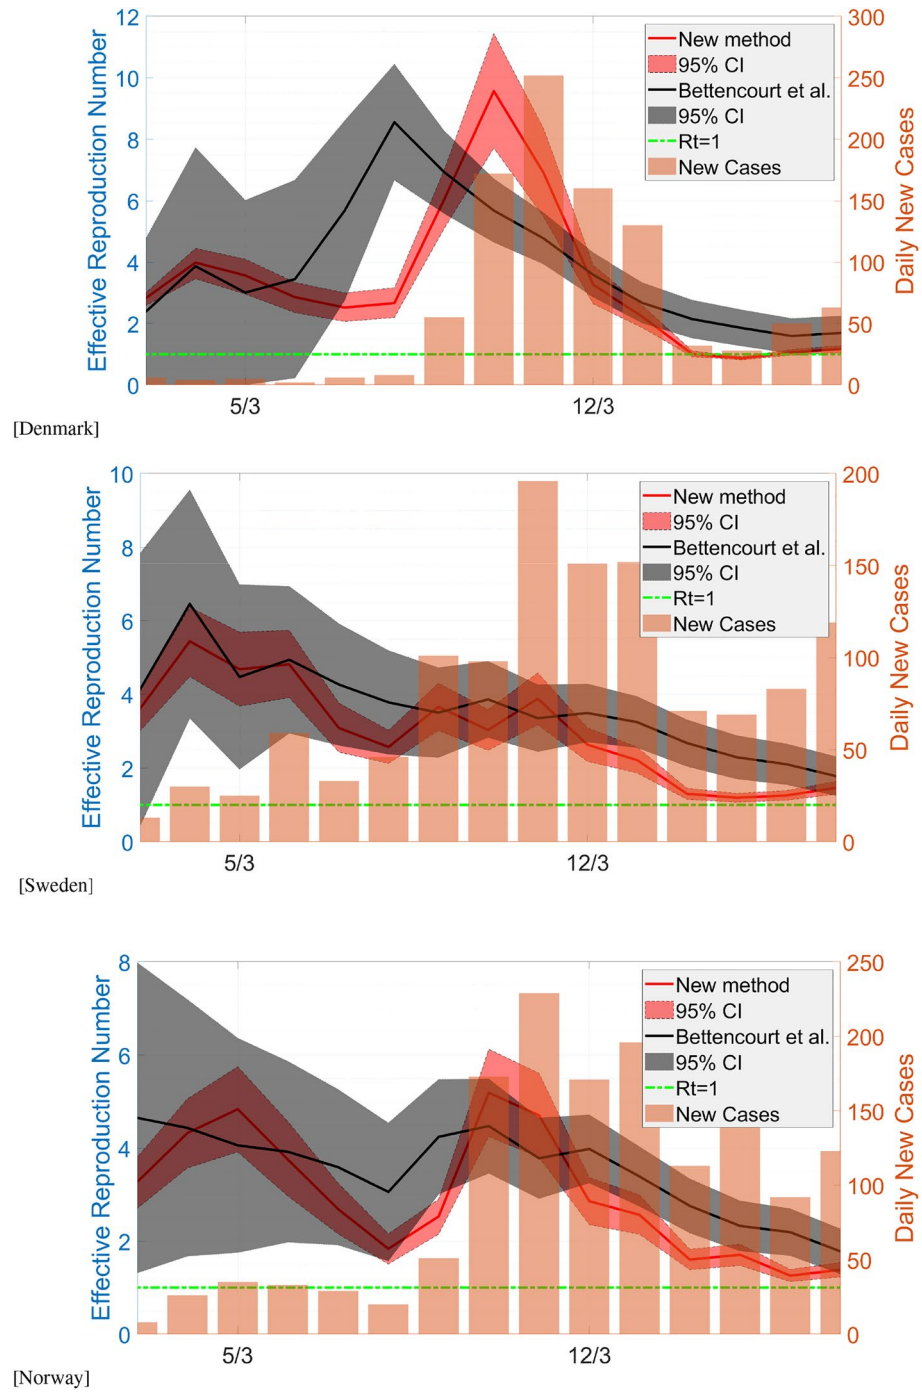 12
10
8
6
4
2
0
Effective Reproduction Number
5/3
12/3
300
250
200
150
100
50
0
Daily New Cases
New method
95% CI
Bettencourt et al.
95% CI
Rt=1
New Cases
[Denmark]
10
8
6
4
2
0
Effective Reproduction Number
5/3
12/3
200
150
100
50
0
Daily New Cases
New method
95% CI
Bettencourt et al.
95% CI
Rt=1
New Cases
[Sweden]
8
6
4
2
0
Effective Reproduction Number
5/3
12/3
250
200
150
100
50
0
Daily New Cases
New method
95% CI
Bettencourt et al.
95% CI
Rt=1
New Cases
[Norway]